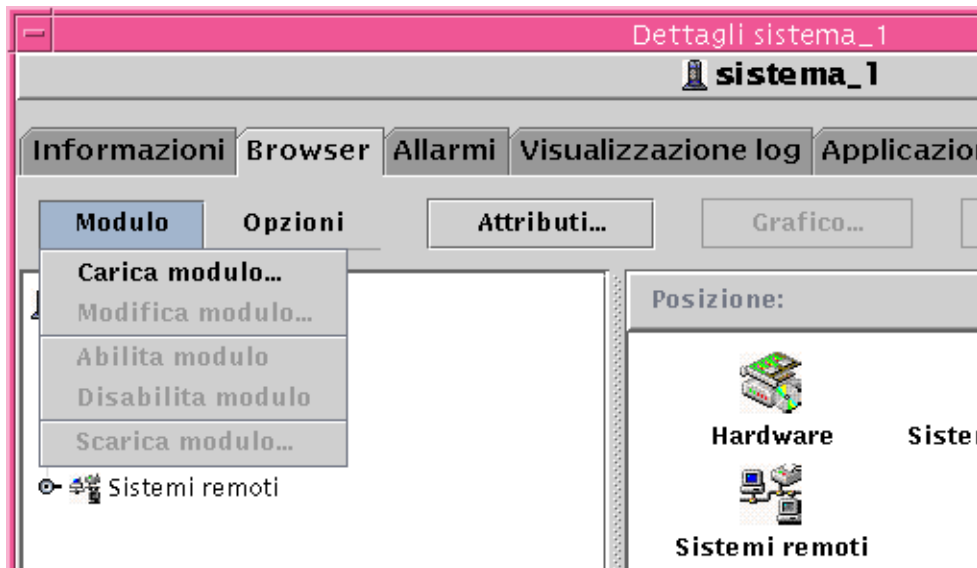 Dettagli sistema_1
sistema_1
Informazioni Browser Allarmi Visualizzazione log
Modulo Opzioni Attributi... Grafico...
Carica modulo...
Modifica modulo...
Abilita modulo
Disabilita modulo
Scarica modulo...
Sistemi remoti
Posizione:
Hardware
Sistemi remoti